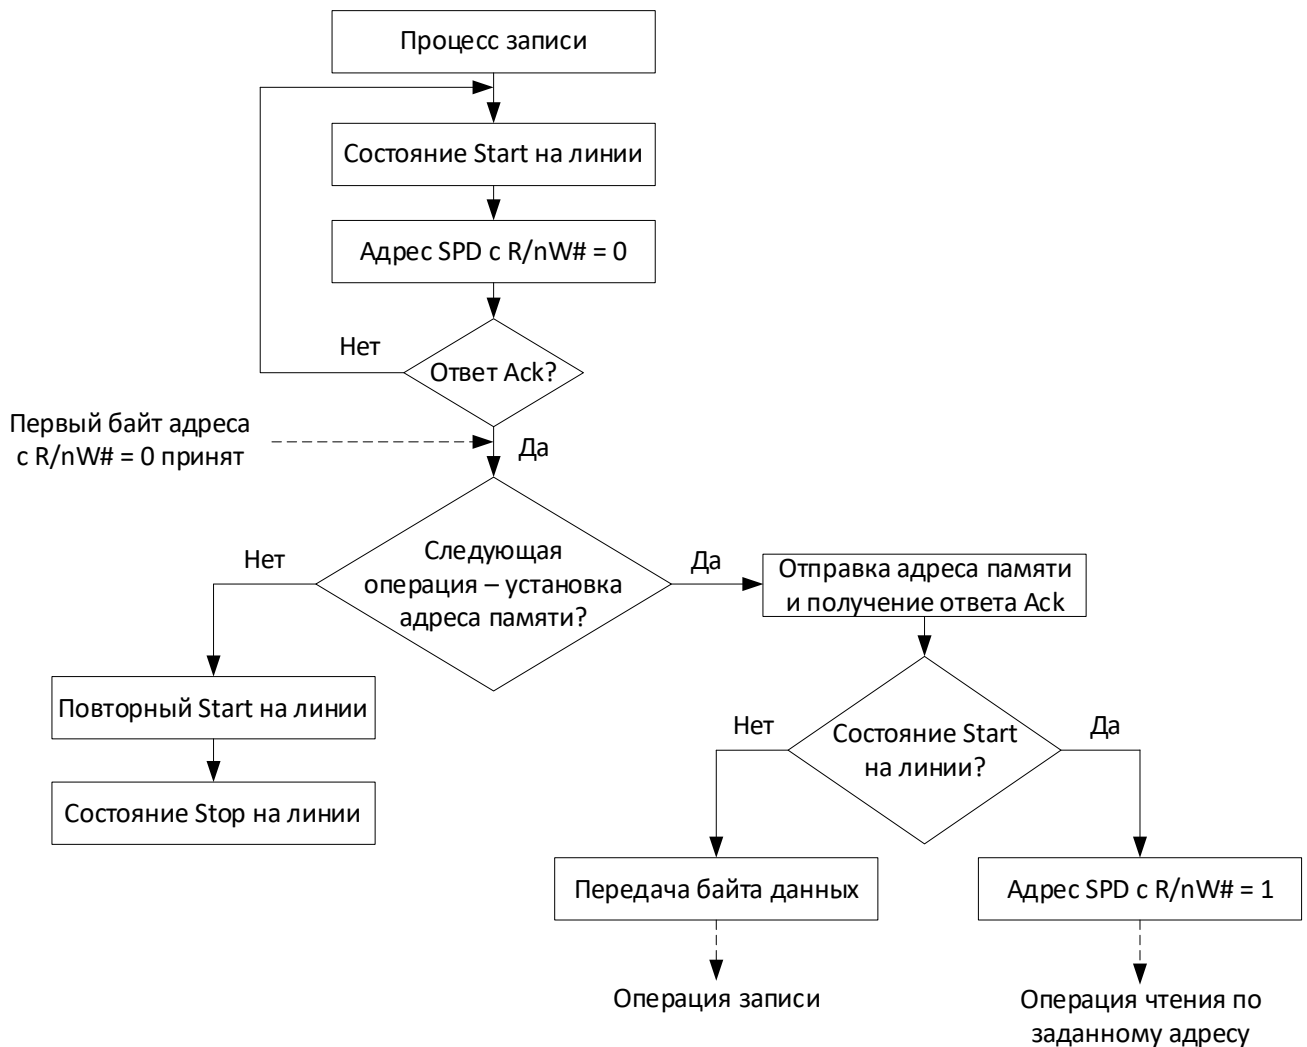 Процесс записи
Состояние Start на линии
Адрес SPD с R/nW# = 0
Нет
Ответ Ack?
Первый байт адреса
с R/nW# = 0 принят
Да
Нет
Следующая
операция – установка
адреса памяти?
Да
Отправка адреса памяти
и получение ответа Ack
Повторный Start на линии
Состояние Stop на линии
Нет
Состояние Start
на линии?
Да
Передача байта данных
Адрес SPD с R/nW# = 1
Операция записи
Операция чтения по
заданному адресу